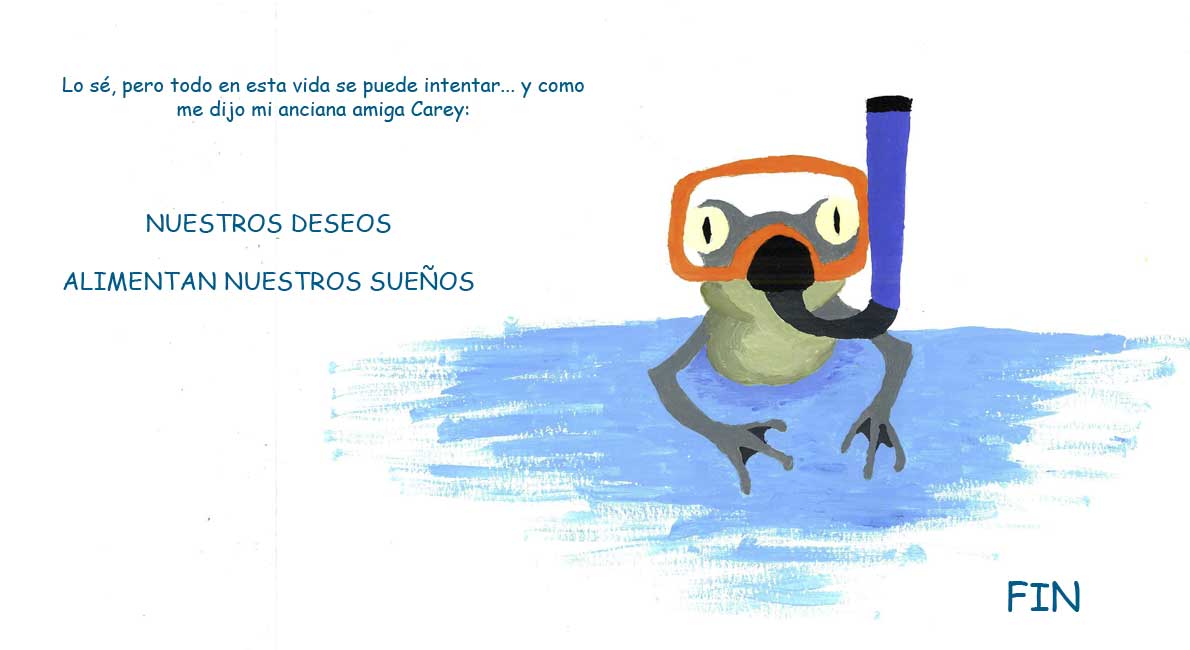 Lo sé, pero todo en esta vida se puede intentar... y como
me dijo mi anciana amiga Carey:
NUESTROS DESEOS
ALIMENTAN NUESTROS SUEÑOS
FIN